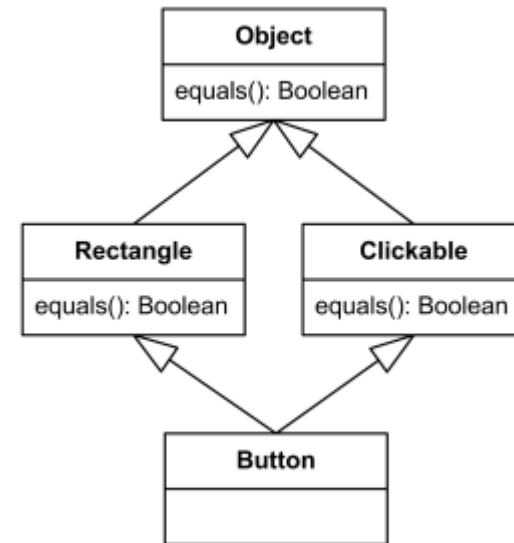 Object
equals(): Boolean
Rectangle
equals(): Boolean
Clickable
equals(): Boolean
Button